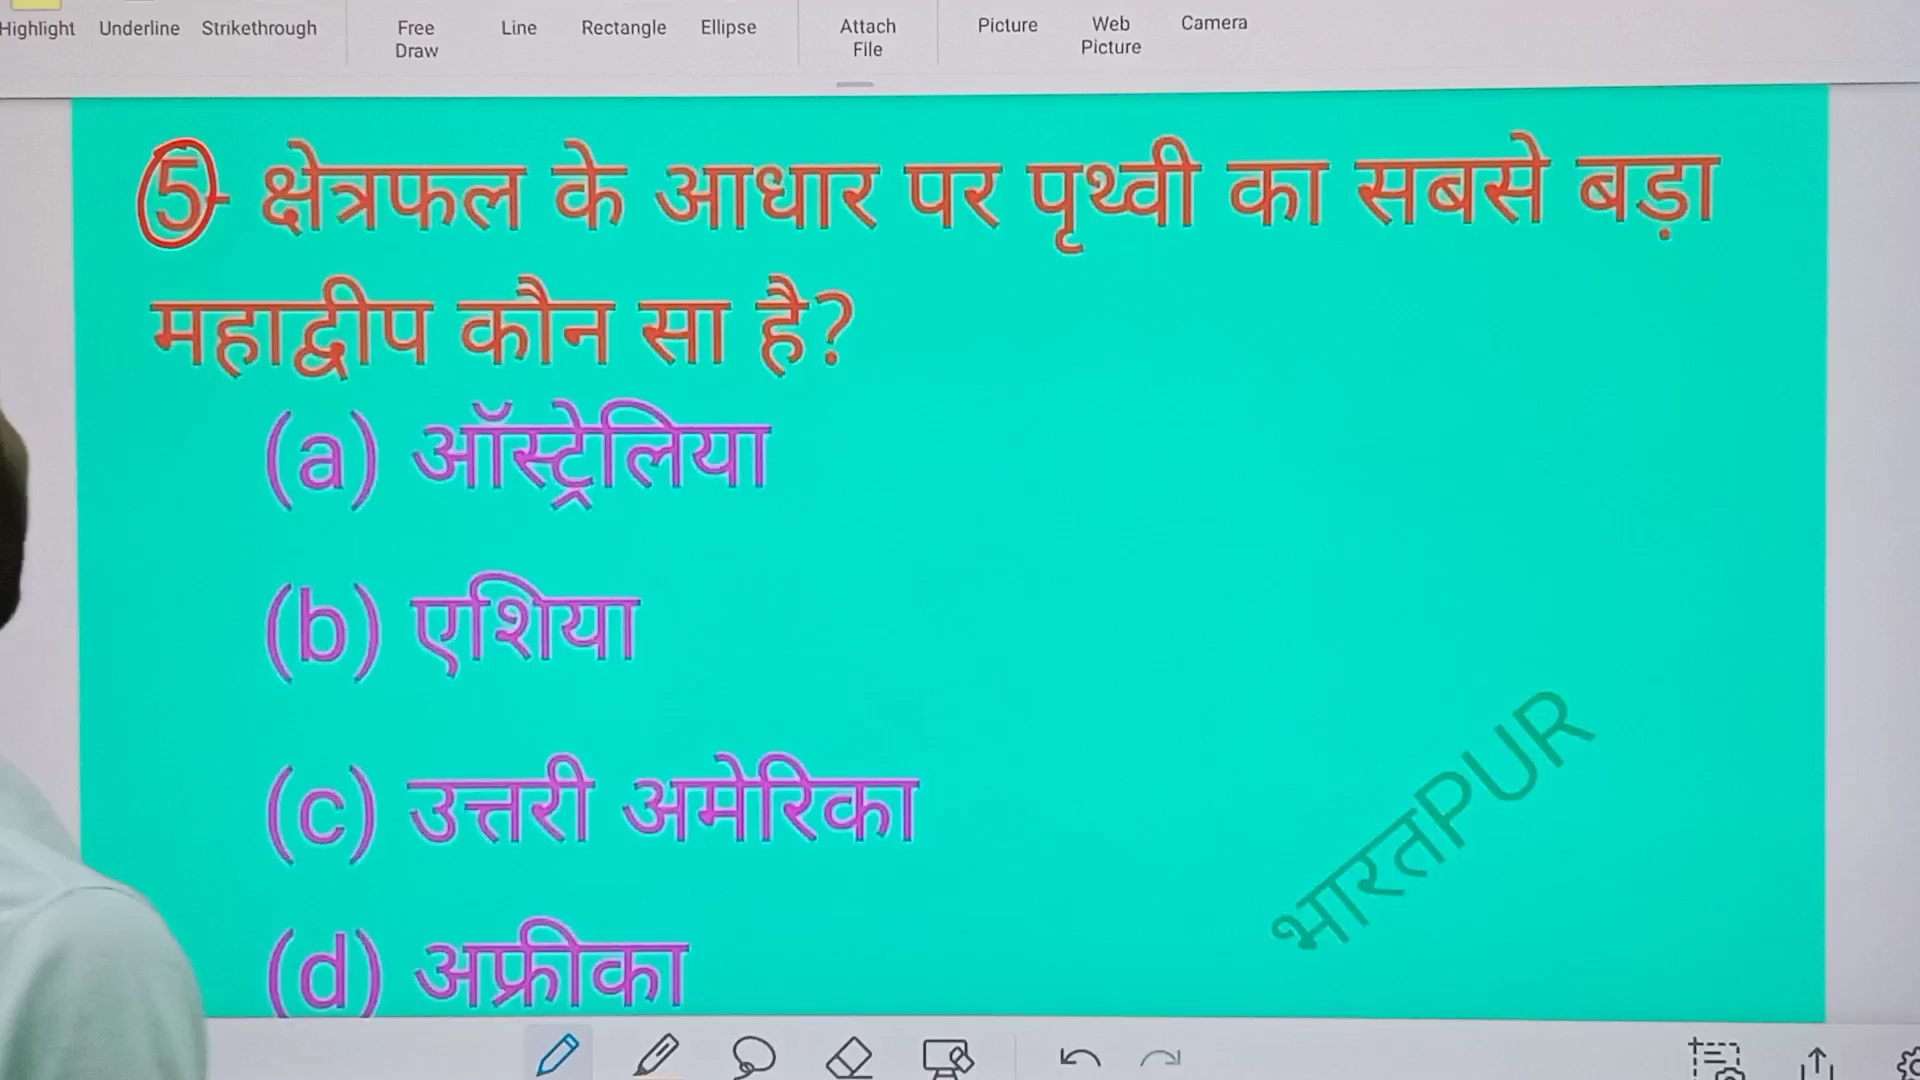 Highlight Underline Strikethrough Free Draw Line Rectangle Ellipse Attach File Picture Web Picture Camera
5- क्षेत्रफल के आधार पर पृथ्वी का सबसे बड़ा
महाद्वीप कौन सा है?
(a) ऑस्ट्रेलिया
(b) एशिया
(c) उत्तरी अमेरिका
(d) अफ्रीका
भारतPUR